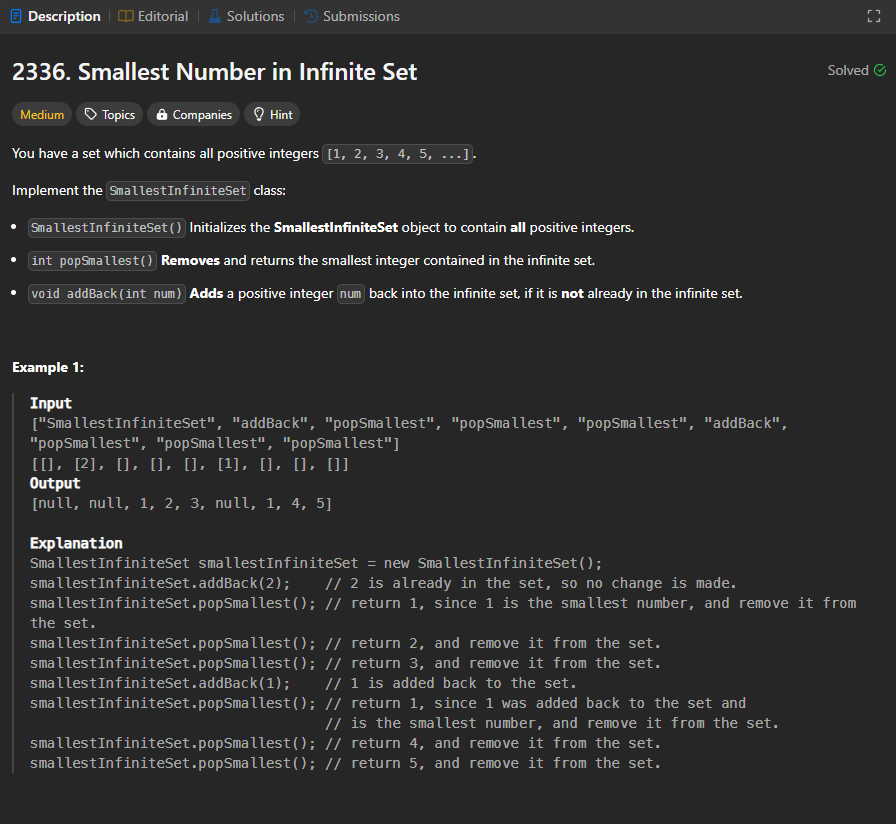 Description | Editorial | Solutions | Submissions
2336. Smallest Number in Infinite Set
Solved
Medium Topics Companies Hint
You have a set which contains all positive integers [1, 2, 3, 4, 5, ...].
Implement the SmallestInfiniteSet class:
• SmallestInfiniteSet() Initializes the SmallestInfiniteSet object to contain all positive integers.
• int popSmallest() Removes and returns the smallest integer contained in the infinite set.
• void addBack(int num) Adds a positive integer num back into the infinite set, if it is not already in the infinite set.
Example 1:
Input
["SmallestInfiniteSet", "addBack", "popSmallest", "popSmallest", "popSmallest", "addBack",
"popSmallest", "popSmallest", "popSmallest"]
[[], [2], [], [], [], [1], [], [], []]
Output
[null, null, 1, 2, 3, null, 1, 4, 5]
Explanation
SmallestInfiniteSet smallestInfiniteSet = new SmallestInfiniteSet();
smallestInfiniteSet.addBack(2);    // 2 is already in the set, so no change is made.
smallestInfiniteSet.popSmallest(); // return 1, since 1 is the smallest number, and remove it from
the set.
smallestInfiniteSet.popSmallest(); // return 2, and remove it from the set.
smallestInfiniteSet.popSmallest(); // return 3, and remove it from the set.
smallestInfiniteSet.addBack(1);    // 1 is added back to the set.
smallestInfiniteSet.popSmallest(); // return 1, since 1 was added back to the set and
                                   // is the smallest number, and remove it from the set.
smallestInfiniteSet.popSmallest(); // return 4, and remove it from the set.
smallestInfiniteSet.popSmallest(); // return 5, and remove it from the set.